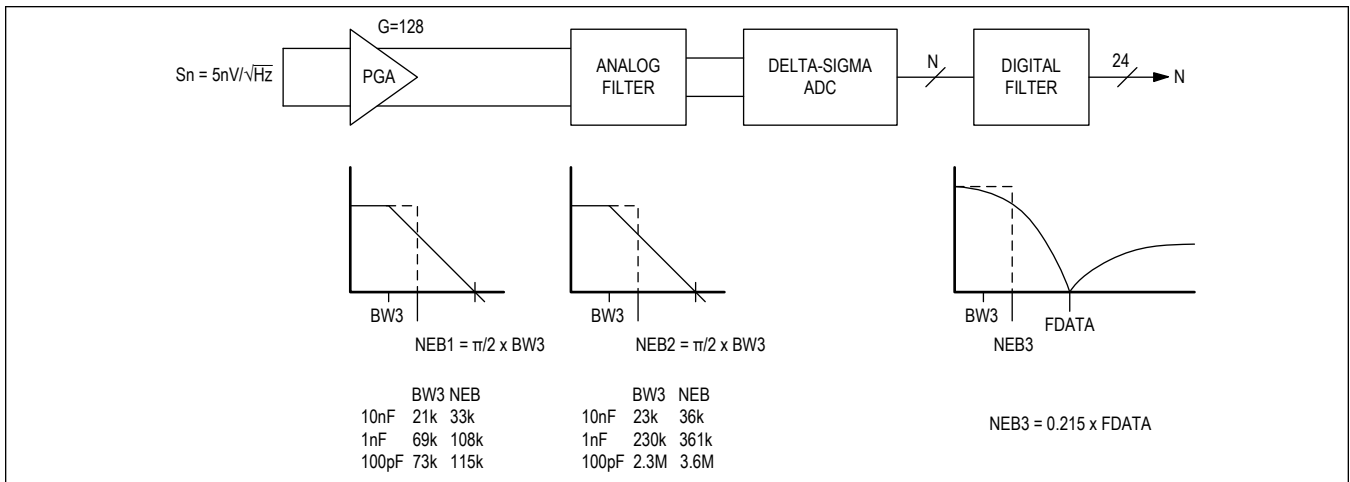 G=128
Sn = 5nV/√Hz
PGA
ANALOG
FILTER
DELTA-SIGMA
ADC
N
DIGITAL
FILTER
24
N
BW3
NEB1 = π/2 x BW3
BW3
NEB2 = π/2 x BW3
BW3
NEB3
FDATA
BW3 NEB
10nF 21k 33k
1nF 69k 108k
100pF 73k 115k
BW3 NEB
10nF 23k 36k
1nF 230k 361k
100pF 2.3M 3.6M
NEB3 = 0.215 x FDATA